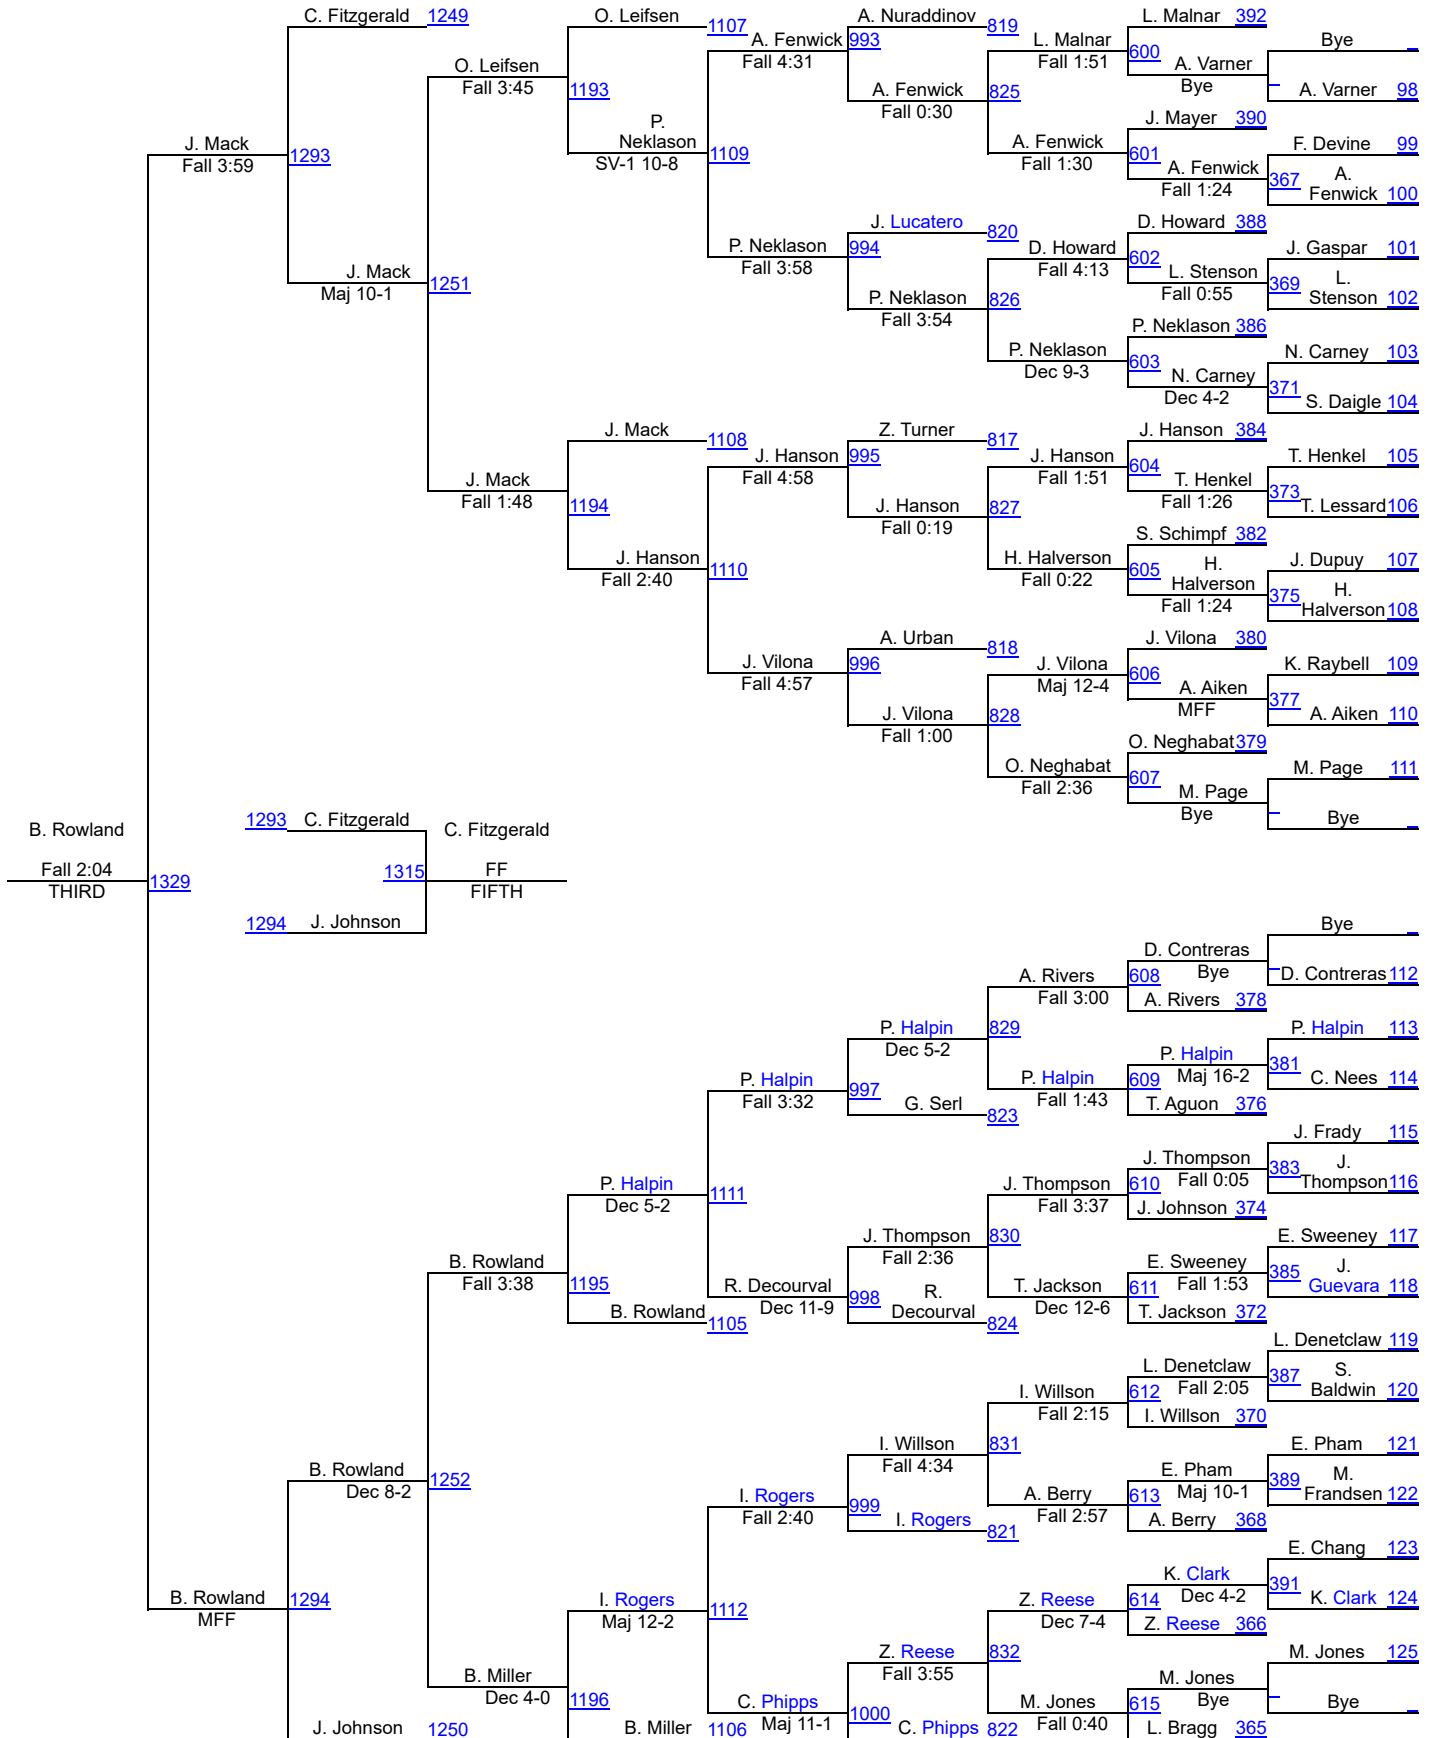 C. Fitzgerald 1249 O. Leifsen A. Nuraddinov L. Malnar 392
1107 819
A. Fenwick 993 L. Malnar Bye
Fall 4:31 Fall 1:51 600
O. Leifsen A. Varner
Fall 3:45 1193 A. Fenwick 825 Bye A. Varner 98
Fall 0:30
P. J. Mayer 390
Neklason A. Fenwick F. Devine 99
J. Mack 1293 SV-1 10-8 1109 Fall 1:30 601 A. Fenwick A.
Fall 3:59 Fall 1:24 367 Fenwick 100
J. Lucatero 820 D. Howard 388
P. Neklason 994 D. Howard J. Gaspar 101
Fall 3:58 Fall 4:13 602
J. Mack 1251 L. Stenson 369 L.
Maj 10-1 P. Neklason 826 Fall 0:55 Stenson 102
Fall 3:54 P. Neklason 386
P. Neklason N. Carney 103
Dec 9-3 603 N. Carney 371
Dec 4-2 S. Daigle 104
J. Mack 1108 Z. Turner 817 J. Hanson 384
J. Hanson 995 J. Hanson T. Henkel 105
Fall 4:58 Fall 1:51 604
J. Mack T. Henkel 373
Fall 1:48 1194 J. Hanson 827 Fall 1:26 T. Lessard 106
Fall 0:19 S. Schimpf 382
J. Hanson H. Halverson H. J. Dupuy 107
Fall 2:40 1110 Fall 0:22 605 Halverson H.
Fall 1:24 375 Halverson 108
A. Urban 818 J. Vilona 380
J. Vilona 996 J. Vilona K. Raybell 109
Fall 4:57 Maj 12-4 606 A. Aiken 377
J. Vilona 828 MFF A. Aiken 110
Fall 1:00 O. Neghabat 379
O. Neghabat M. Page 111
Fall 2:36 607 M. Page
B. Rowland 1293 C. Fitzgerald C. Fitzgerald Bye Bye
Fall 2:04 1315 FF
THIRD 1329 FIFTH
1294 J. Johnson Bye
D. Contreras
A. Rivers 608 Bye D. Contreras 112
Fall 3:00 A. Rivers 378
P. Halpin 829 P. Halpin 113
Dec 5-2 P. Halpin
P. Halpin P. Halpin 609 Maj 16-2 381 C. Nees 114
Fall 3:32 997 G. Serl 823 Fall 1:43 T. Aguon 376
J. Frady 115
J. Thompson 383 J.
P. Halpin 1111 J. Thompson 610 Fall 0:05 Thompson 116
Dec 5-2 Fall 3:37 J. Johnson 374
J. Thompson 830 E. Sweeney 117
B. Rowland Fall 2:36 E. Sweeney J.
Fall 3:38 1195 R. Decourval 998 R. T. Jackson 611 Fall 1:53 385 Guevara 118
B. Rowland 1105 Dec 11-9 Decourval 824 Dec 12-6 T. Jackson 372
L. Denetclaw 119
L. Denetclaw 387 S.
I. Willson 612 Fall 2:05 Baldwin 120
Fall 2:15 I. Willson 370
I. Willson 831 E. Pham 121
B. Rowland 1252 Fall 4:34 E. Pham M.
Dec 8-2 I. Rogers 999 A. Berry 613 Maj 10-1 389 Frandsen 122
Fall 2:40 I. Rogers 821 Fall 2:57 A. Berry 368
E. Chang 123
K. Clark 391
B. Rowland 1294 I. Rogers 1112 Z. Reese 614 Dec 4-2 K. Clark 124
MFF Maj 12-2 Dec 7-4 Z. Reese 366
Z. Reese 832 M. Jones 125
B. Miller Fall 3:55 M. Jones
Dec 4-0 1196 C. Phipps 1000 M. Jones 615 Bye Bye
J. Johnson 1250 B. Miller 1106 Maj 11-1 C. Phipps 822 Fall 0:40 L. Bragg 365